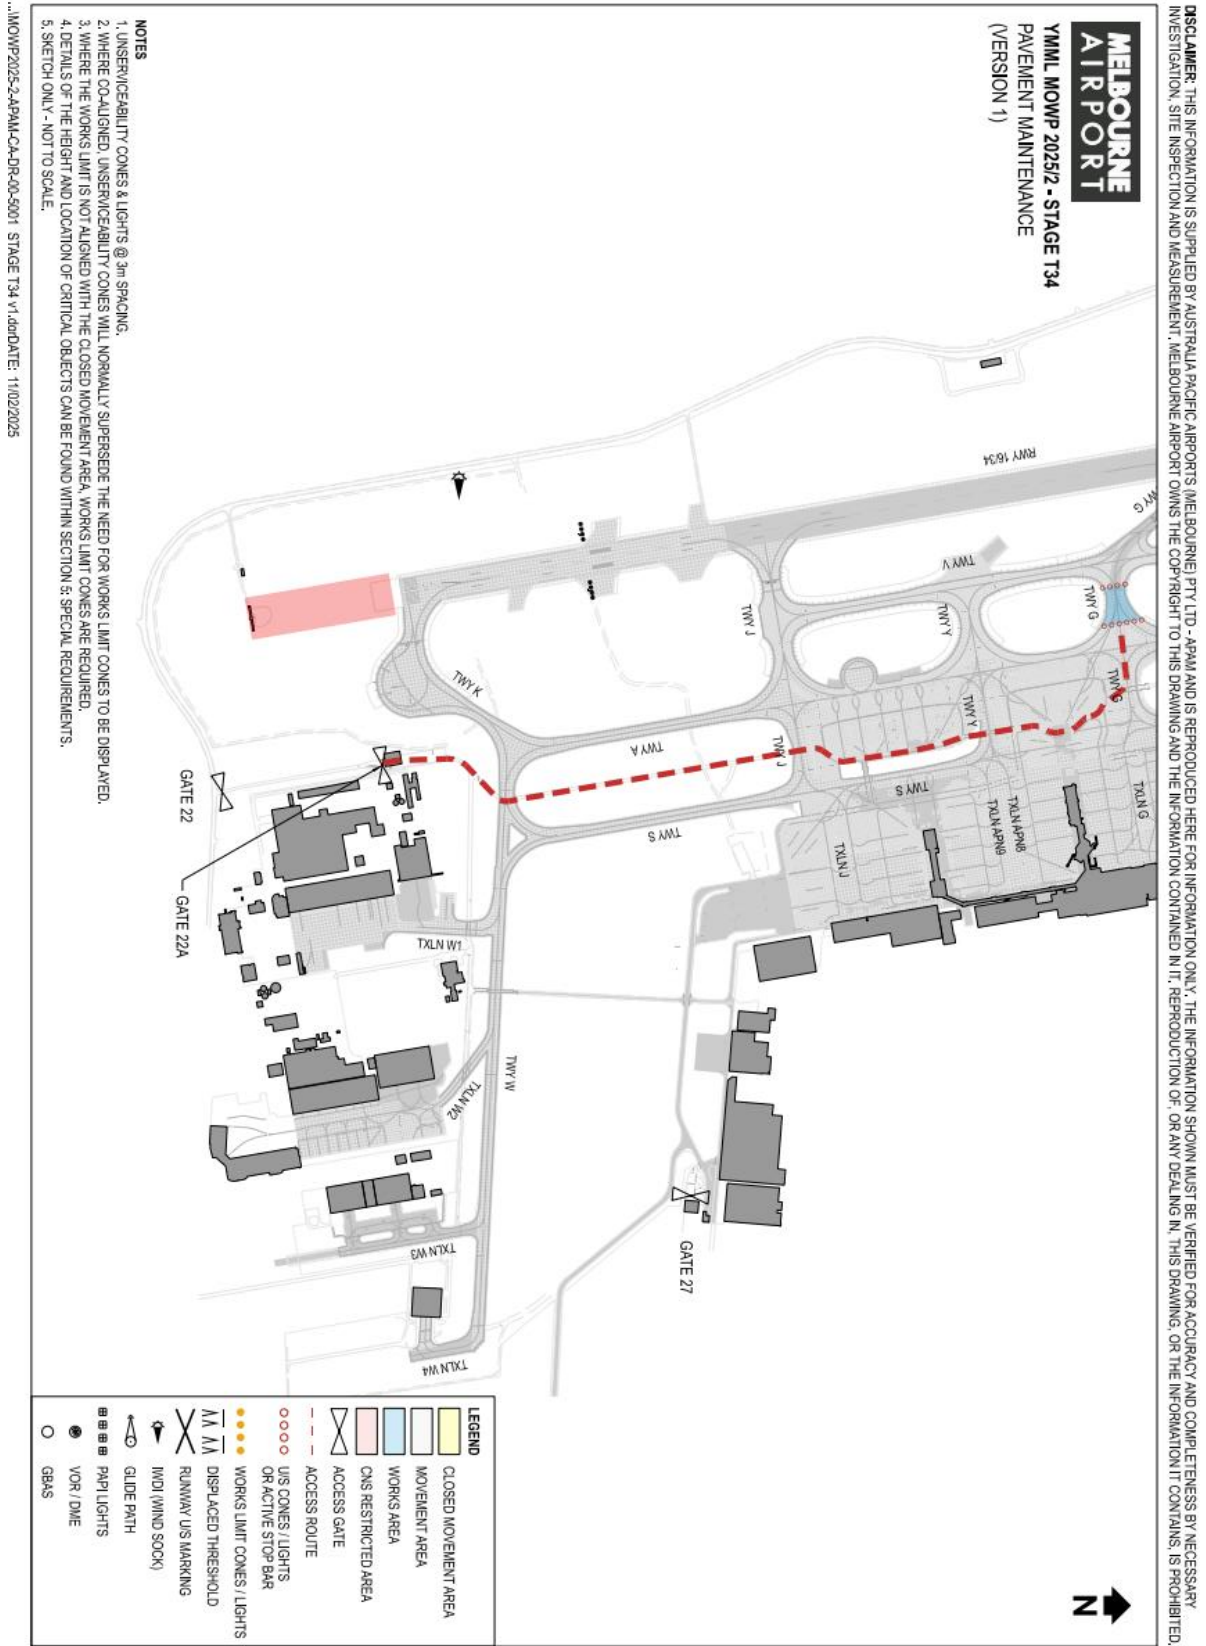 DISCLAIMER: THIS INFORMATION IS SUPPLIED BY AUSTRALIA PACIFIC AIRPORTS (MELBOURNE) PTY LTD - APAM AND IS REPRODUCED HERE FOR INFORMATION ONLY. THE INFORMATION SHOWN MUST BE VERIFIED FOR ACCURACY AND COMPLETENESS BY NECESSARY
INVESTIGATION, SITE INSPECTION AND MEASUREMENT. MELBOURNE AIRPORT OWNS THE COPYRIGHT TO THIS DRAWING AND THE INFORMATION CONTAINED IN IT. REPRODUCTION OF, OR ANY DEALING IN, THIS DRAWING, OR THE INFORMATION IT CONTAINS, IS PROHIBITED.
MELBOURNE
AIRPORT
YMML MOWP 2025/2 - STAGE T34
PAVEMENT MAINTENANCE
(VERSION 1)
RWY 16/34
TWY G
TWY V
TWY G
TWY G
TWY J
TWY Y
TWY Y
TWY K
TWY A
TWY J
TWY S
TWY S
TXLN G
TXLN APN8
TXLN APN9
TXLN J
GATE 22
GATE 22A
TXLN W1
TWY W
TXLN W2
GATE 27
TXLN W3
TXLN W4
N
NOTES
1. UNSERVICEABILITY CONES & LIGHTS @ 3m SPACING.
2. WHERE CO-ALIGNED, UNSERVICEABILITY CONES WILL NORMALLY SUPERSEDE THE NEED FOR WORKS LIMIT CONES TO BE DISPLAYED.
3. WHERE THE WORKS LIMIT IS NOT ALIGNED WITH THE CLOSED MOVEMENT AREA, WORKS LIMIT CONES ARE REQUIRED.
4. DETAILS OF THE HEIGHT AND LOCATION OF CRITICAL OBJECTS CAN BE FOUND WITHIN SECTION 5: SPECIAL REQUIREMENTS.
5. SKETCH ONLY - NOT TO SCALE.
LEGEND
CLOSED MOVEMENT AREA
MOVEMENT AREA
WORKS AREA
CNS RESTRICTED AREA
ACCESS GATE
ACCESS ROUTE
U/S CONES / LIGHTS
OR ACTIVE STOP BAR
WORKS LIMIT CONES / LIGHTS
DISPLACED THRESHOLD
RUNWAY U/S MARKING
IWDI (WIND SOCK)
GLIDE PATH
PAPI LIGHTS
VOR / DME
GBAS
...\MOWP2025-2-APAM-CA-DR-00-5001 STAGE T34 v1.dgnDATE: 11/02/2025